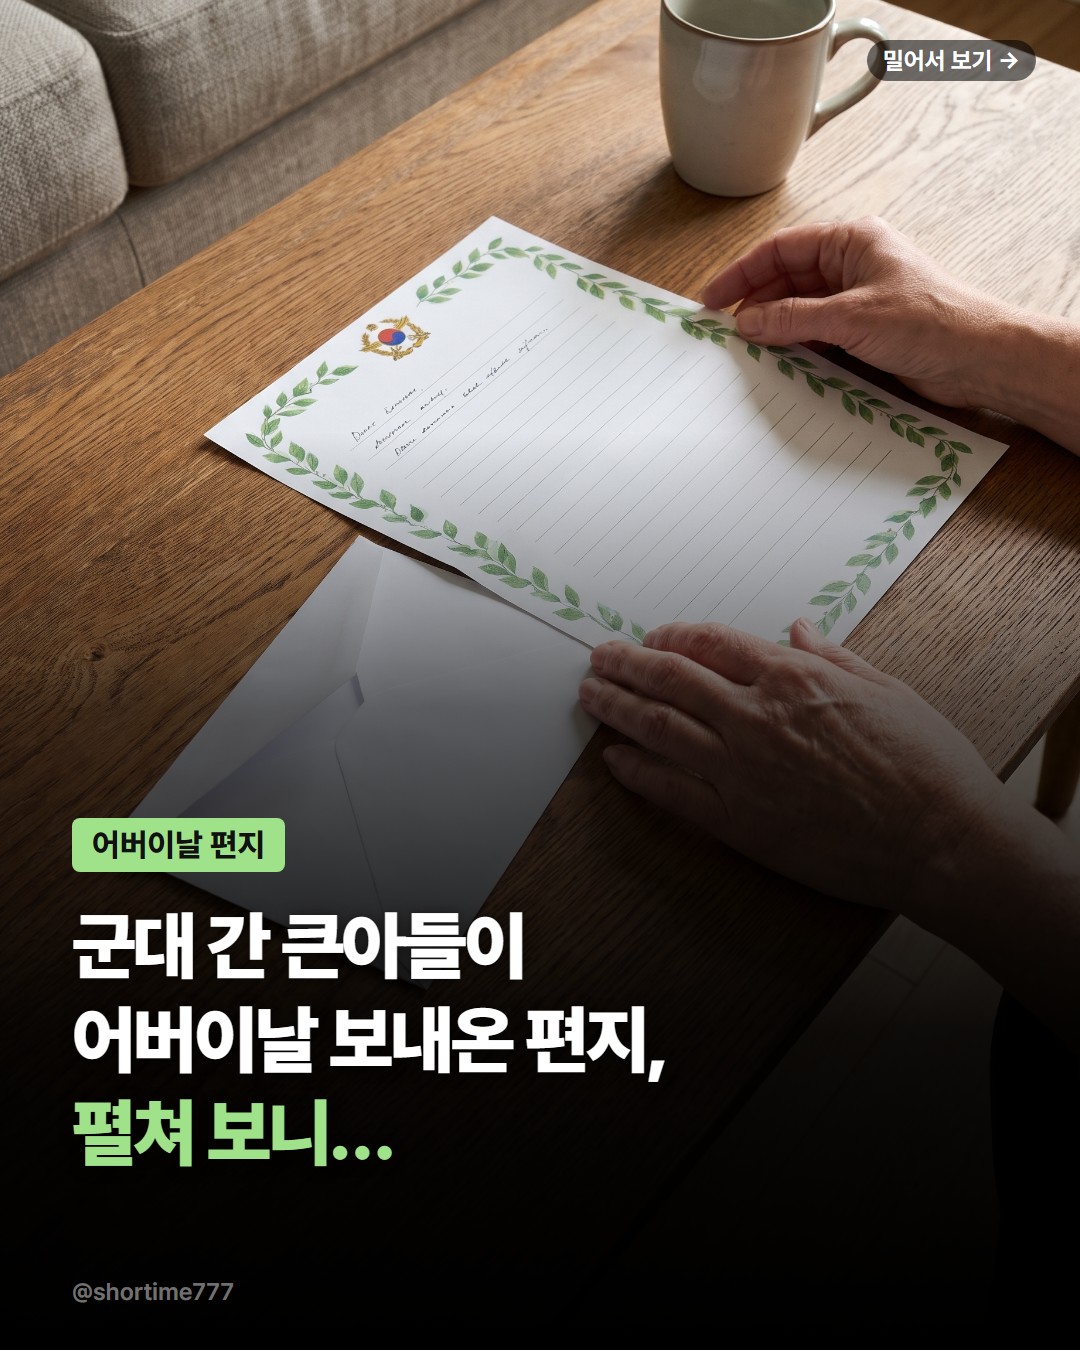 밀어서 보기 →
어버이날 편지
군대 간 큰아들이
어버이날 보내온 편지,
펼쳐 보니...
@shortime777